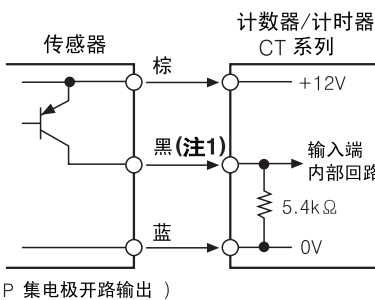 计数器/计时器
传感器
CT 系列
棕
+12V
黑(注1)
输入端
内部回路
5.4kΩ
蓝
0V
P 集电极开路输出 )